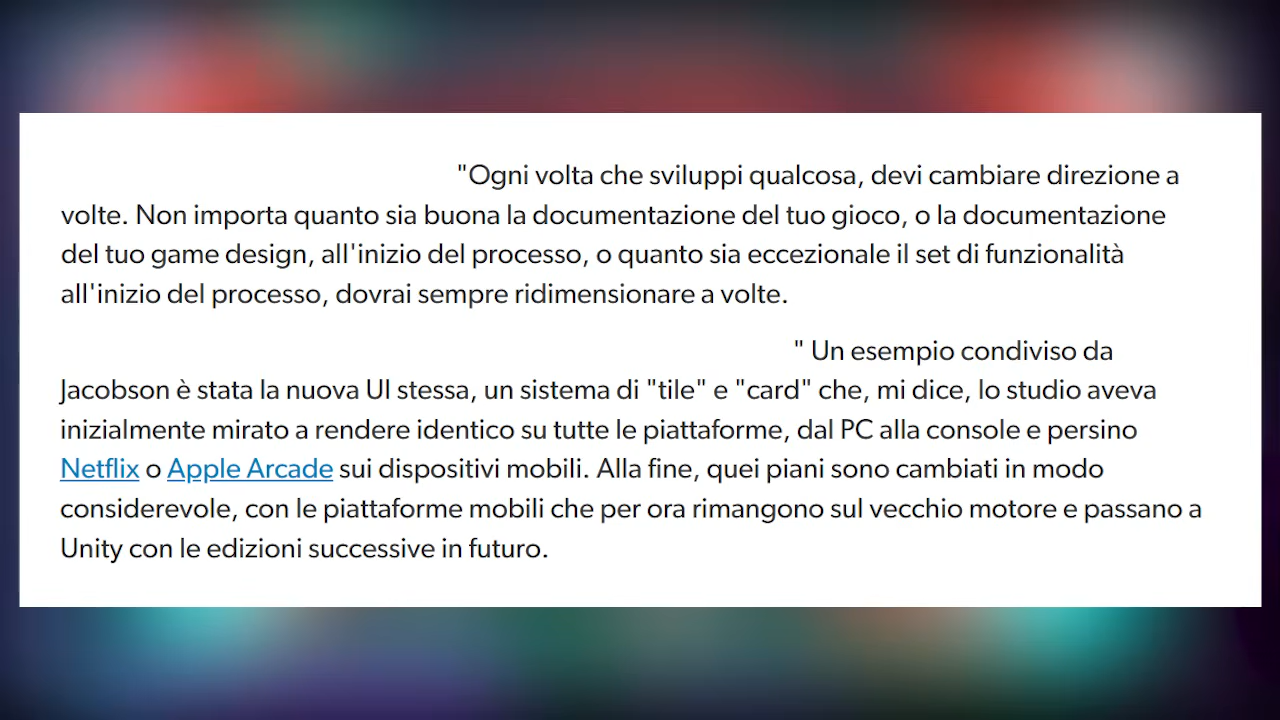 "Ogni volta che sviluppi qualcosa, devi cambiare direzione a
volte. Non importa quanto sia buona la documentazione del tuo gioco, o la documentazione
del tuo game design, all'inizio del processo, o quanto sia eccezionale il set di funzionalità
all'inizio del processo, dovrai sempre ridimensionare a volte.
" Un esempio condiviso da
Jacobson è stata la nuova UI stessa, un sistema di "tile" e "card" che, mi dice, lo studio aveva
inizialmente mirato a rendere identico su tutte le piattaforme, dal PC alla console e persino
Netflix o Apple Arcade sui dispositivi mobili. Alla fine, quei piani sono cambiati in modo
considerevole, con le piattaforme mobili che per ora rimangono sul vecchio motore e passano a
Unity con le edizioni successive in futuro.